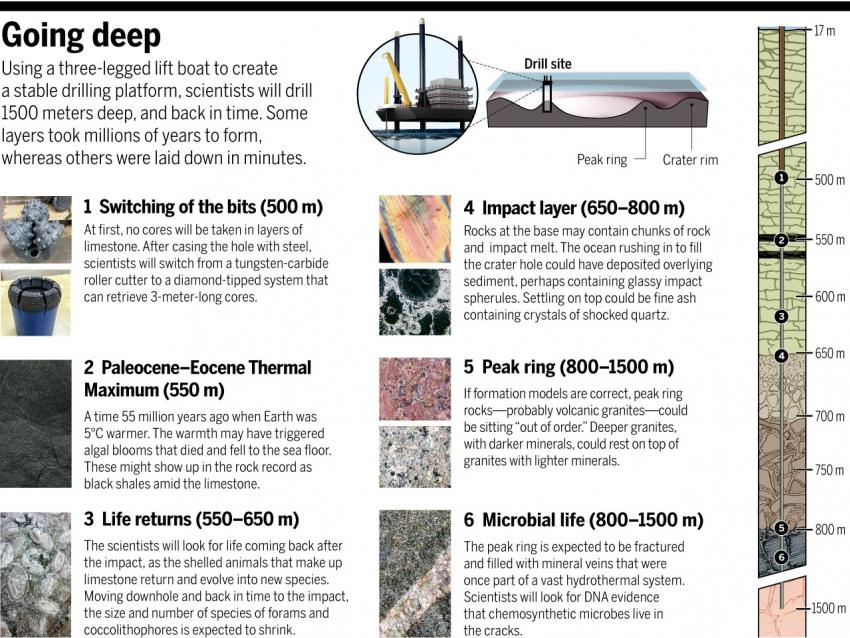 Going deep
Using a three-legged lift boat to create
a stable drilling platform, scientists will drill
1500 meters deep, and back in time. Some
layers took millions of years to form,
whereas others were laid down in minutes.
Drill site
Peak ring
Crater rim
1 Switching of the bits (500 m)
At first, no cores will be taken in layers of
limestone. After casing the hole with steel,
scientists will switch from a tungsten-carbide
roller cutter to a diamond-tipped system that
can retrieve 3-meter-long cores.
2 Paleocene–Eocene Thermal
Maximum (550 m)
A time 55 million years ago when Earth was
5°C warmer. The warmth may have triggered
algal blooms that died and fell to the sea floor.
These might show up in the rock record as
black shales amid the limestone.
3 Life returns (550–650 m)
The scientists will look for life coming back after
the impact, as the shelled animals that make up
limestone return and evolve into new species.
Moving downhole and back in time to the impact,
the size and number of species of forams and
coccolithophores is expected to shrink.
4 Impact layer (650–800 m)
Rocks at the base may contain chunks of rock
and impact melt. The ocean rushing in to fill
the crater hole could have deposited overlying
sediment, perhaps containing glassy impact
spherules. Settling on top could be fine ash
containing crystals of shocked quartz.
5 Peak ring (800–1500 m)
If formation models are correct, peak ring
rocks—probably volcanic granites—could
be sitting “out of order.” Deeper granites,
with darker minerals, could rest on top of
granites with lighter minerals.
6 Microbial life (800–1500 m)
The peak ring is expected to be fractured
and filled with mineral veins that were
once part of a vast hydrothermal system.
Scientists will look for DNA evidence
that chemosynthetic microbes live in
the cracks.
17 m
1
500 m
2
550 m
600 m
3
4
650 m
700 m
750 m
5
800 m
6
1500 m